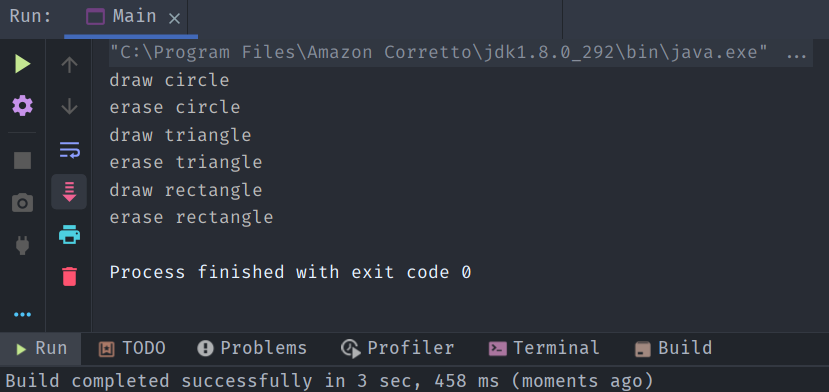 Run: Main
"C:\Program Files\Amazon Corretto\jdk1.8.0_292\bin\java.exe" ...
draw circle
erase circle
draw triangle
erase triangle
draw rectangle
erase rectangle
Process finished with exit code 0
Run TODO Problems Profiler Terminal Build
Build completed successfully in 3 sec, 458 ms (moments ago)